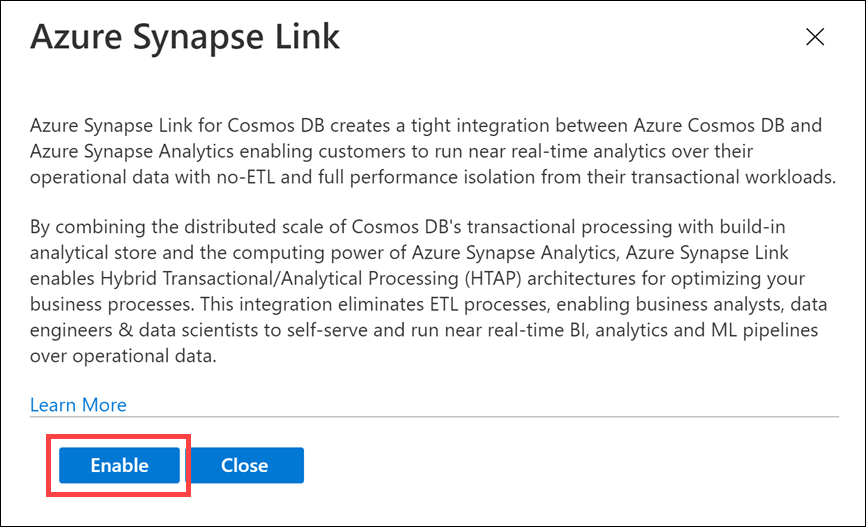 Azure Synapse Link
Azure Synapse Link for Cosmos DB creates a tight integration between Azure Cosmos DB and
Azure Synapse Analytics enabling customers to run near real-time analytics over their
operational data with no-ETL and full performance isolation from their transactional workloads.
By combining the distributed scale of Cosmos DB's transactional processing with build-in
analytical store and the computing power of Azure Synapse Analytics, Azure Synapse Link
enables Hybrid Transactional/Analytical Processing (HTAP) architectures for optimizing your
business processes. This integration eliminates ETL processes, enabling business analysts, data
engineers & data scientists to self-serve and run near real-time BI, analytics and ML pipelines
over operational data.
Learn More
Enable
Close